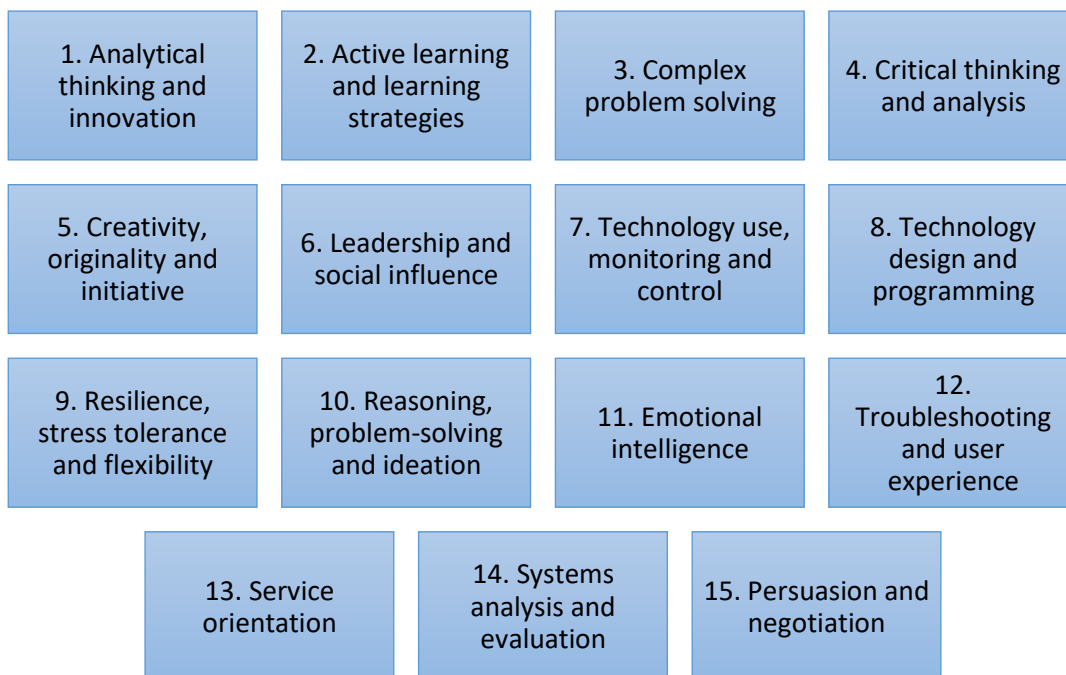 1. Analytical
thinking and
innovation
2. Active learning
and learning
strategies
3. Complex
problem solving
4. Critical thinking
and analysis
5. Creativity,
originality and
initiative
6. Leadership and
social influence
7. Technology use,
monitoring and
control
8. Technology
design and
programming
9. Resilience,
stress tolerance
and flexibility
10. Reasoning,
problem-solving
and ideation
11. Emotional
intelligence
12.
Troubleshooting
and user
experience
13. Service
orientation
14. Systems
analysis and
evaluation
15. Persuasion and
negotiation